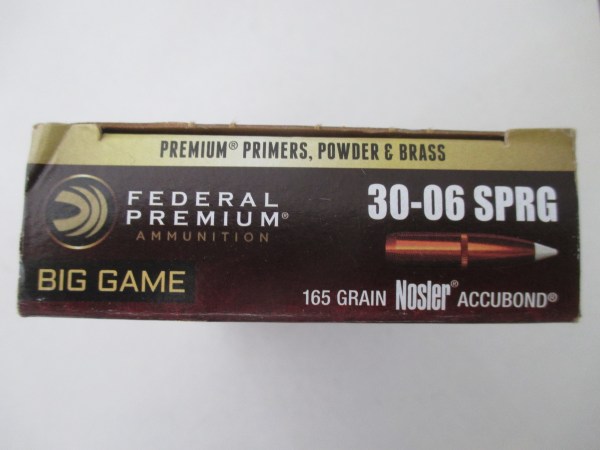 PREMIUM® PRIMERS, POWDER & BRASS
FEDERAL
PREMIUM®
AMMUNITION
BIG GAME
30-06 SPRG
165 GRAIN Nosler® ACCUBOND®